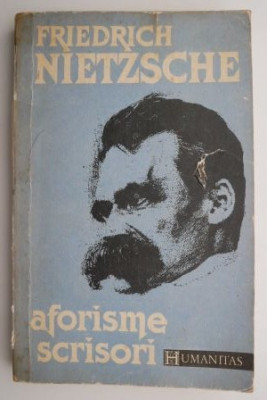 FRIEDRICH
NIETZSCHE
aforisme
scrisori
HUMANITAS